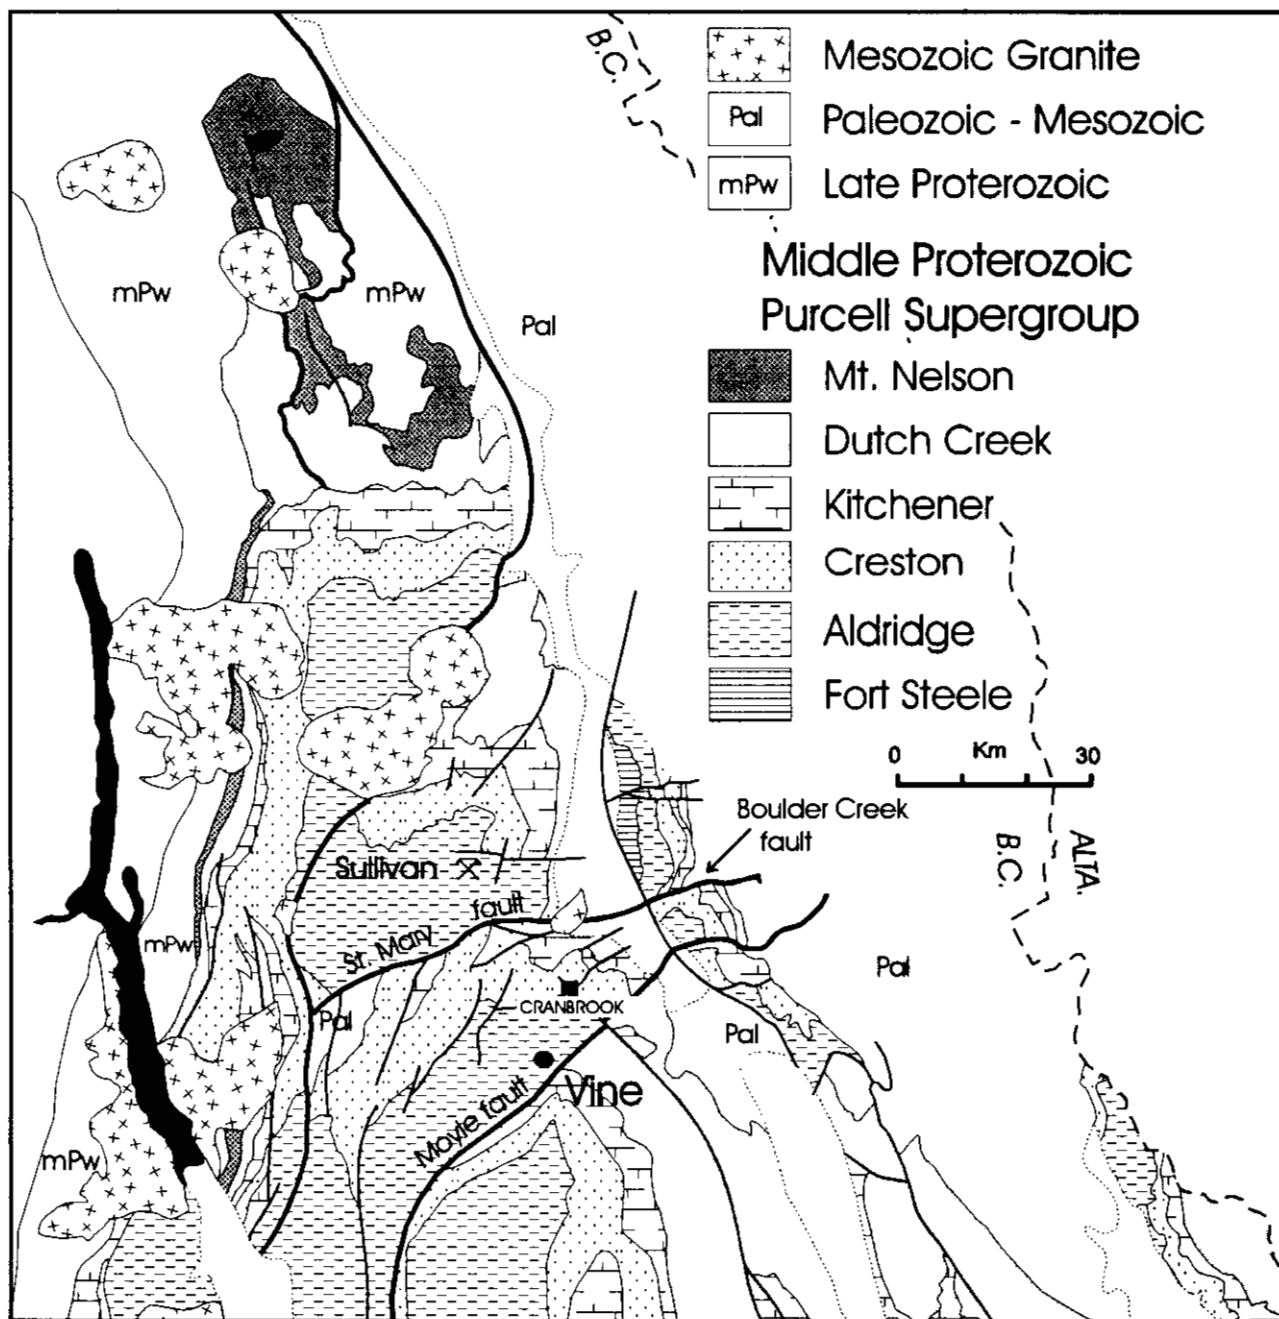 B.C.
Mesozoic Granite
Pal
Paleozoic - Mesozoic
mPw
Late Proterozoic
Middle Proterozoic
Purcell Supergroup
mPw
mPw
Pal
Mt. Nelson
Dutch Creek
Kitchener
Creston
Aldridge
Fort Steele
0 Km 30
Boulder Creek
fault
B.C.
ALTA.
Sullivan
St. Mary fault
mPw
Pal
CRANBROOK
Pal
Pal
Vine
Moyie fault
mPw